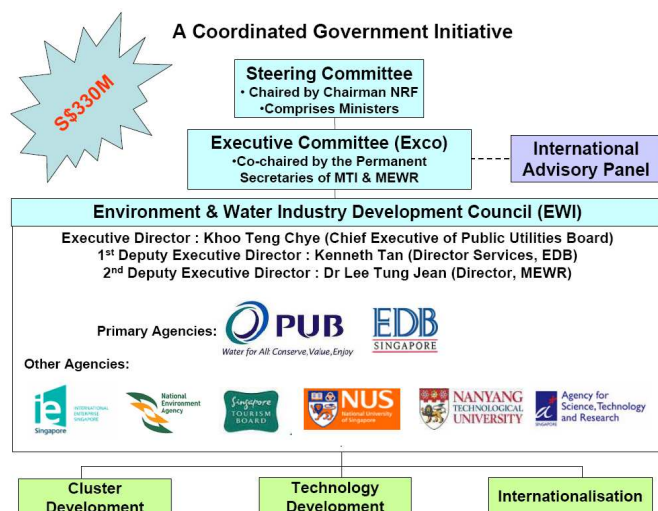 A Coordinated Government Initiative
S$330M
Steering Committee
• Chaired by Chairman NRF
•Comprises Ministers
Executive Committee (Exco)
•Co-chaired by the Permanent
Secretaries of MTI & MEWR
International
Advisory Panel
Environment & Water Industry Development Council (EWI)
Executive Director : Khoo Teng Chye (Chief Executive of Public Utilities Board)
1st Deputy Executive Director : Kenneth Tan (Director Services, EDB)
2nd Deputy Executive Director : Dr Lee Tung Jean (Director, MEWR)
Primary Agencies:
PUB
Water for All: Conserve, Value, Enjoy
EDB
SINGAPORE
Other Agencies:
ie
Singapore
INTERNATIONAL
ENTERPRISE
SINGAPORE
National
Environment
Agency
Singapore
TOURISM
BOARD
NUS
National University
of Singapore
NANYANG
TECHNOLOGICAL
UNIVERSITY
a
SINGAPORE
Agency for
Science, Technology
and Research
Cluster
Development
Technology
Development
Internationalisation